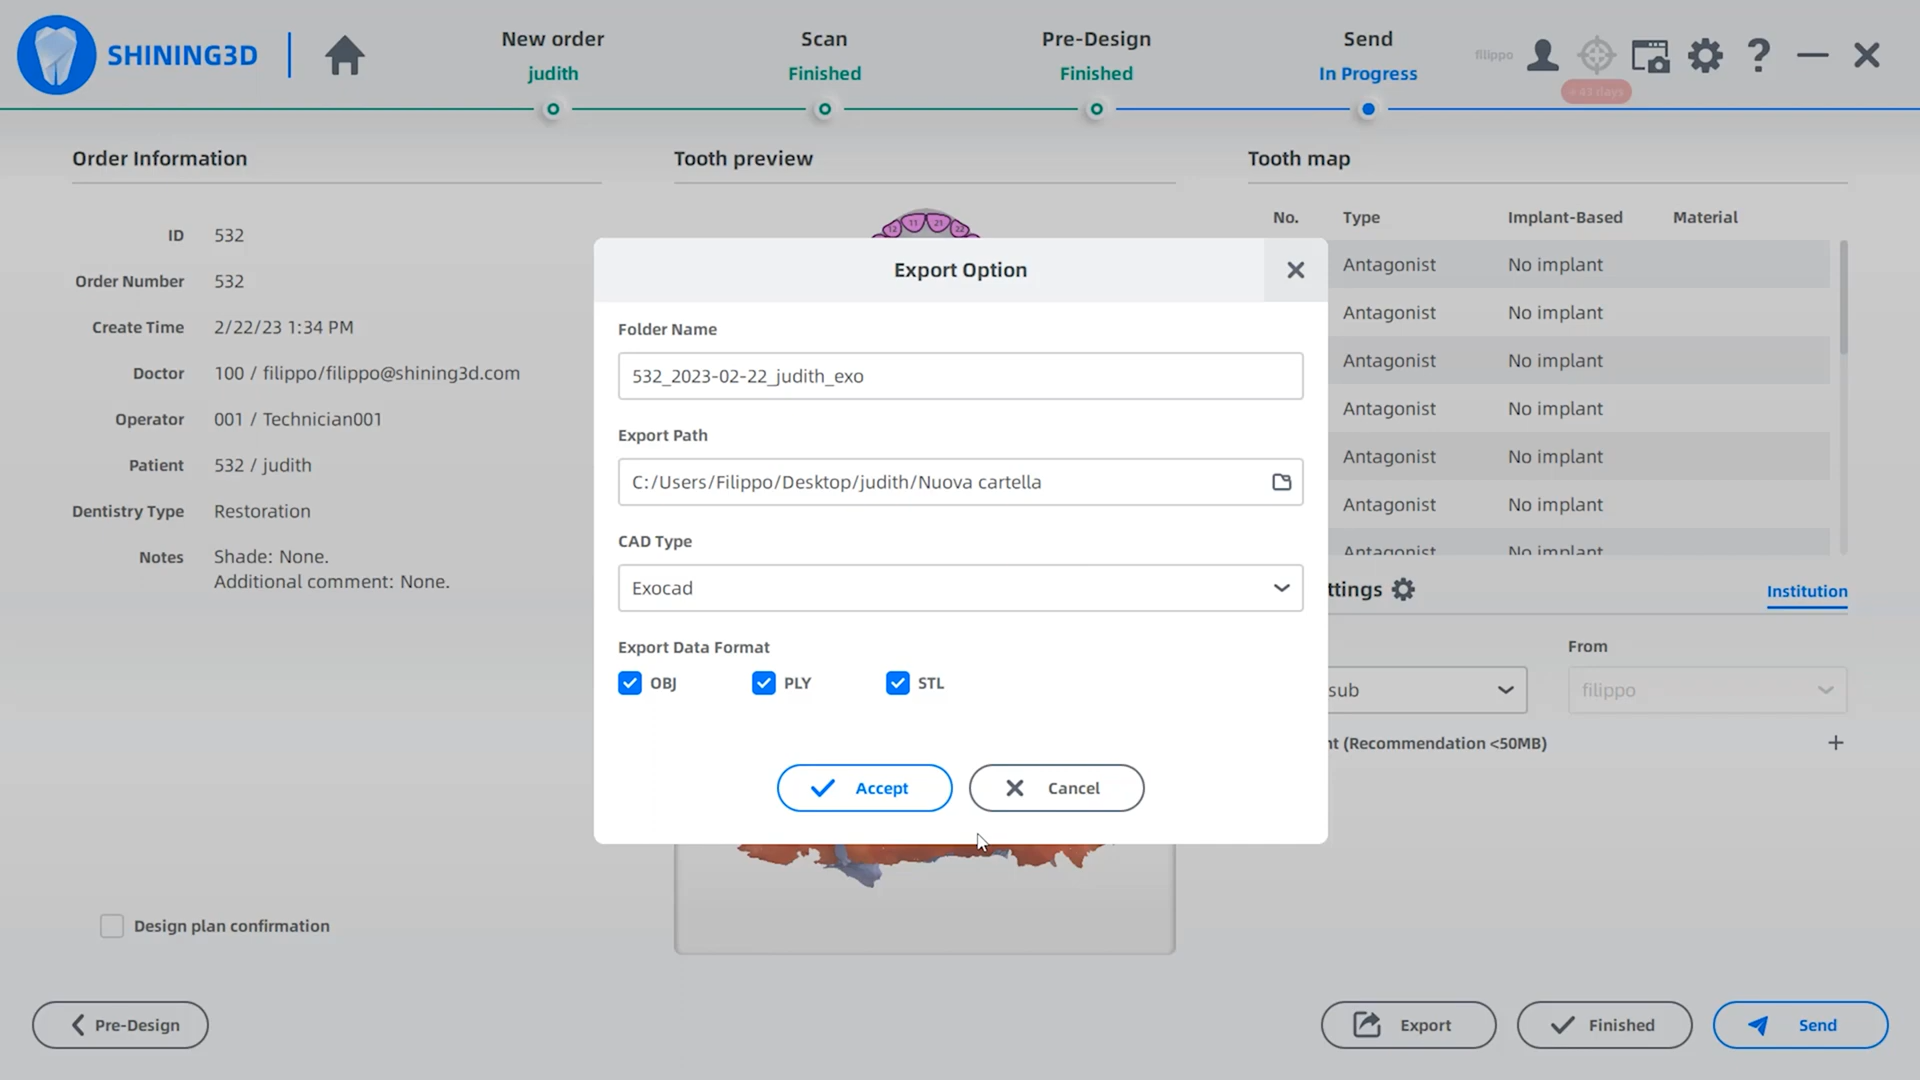 SHINING3D
New order
judith
Scan
Finished
Pre-Design
Finished
Send
In Progress
filippo
Order Information
ID 532
Order Number 532
Create Time 2/22/23 1:34 PM
Doctor 100 / filippo/filippo@shining3d.com
Operator 001 / Technician001
Patient 532 / judith
Dentistry Type Restoration
Notes Shade: None.
Additional comment: None.
Design plan confirmation
Tooth preview
12 11 21 22
Export Option
Folder Name
532_2023-02-22_judith_exo
Export Path
C:/Users/Filippo/Desktop/judith/Nuova cartella
CAD Type
Exocad
Export Data Format
OBJ PLY STL
Accept Cancel
Tooth map
No. Type Implant-Based Material
Antagonist No implant
Antagonist No implant
Antagonist No implant
Antagonist No implant
Antagonist No implant
Antagonist No implant
Antagonist No implant
ttings Institution
From
sub filippo
nt (Recommendation <50MB)
Pre-Design Export Finished Send